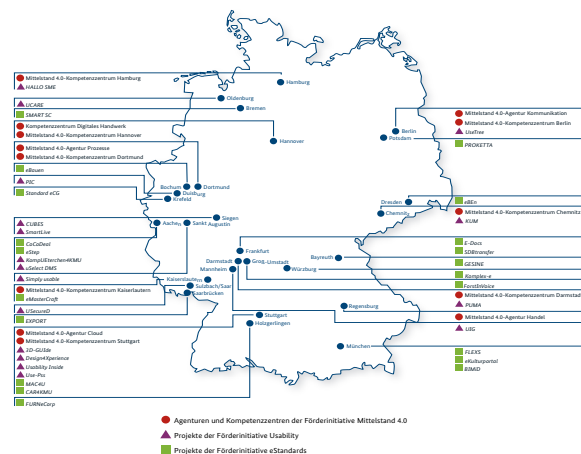 Mittelstand 4.0-Kompetenzzentrum Hamburg
HALLO SME
UCARE
SMART SC
Kompetenzzentrum Digitales Handwerk
Mittelstand 4.0-Kompetenzzentrum Hannover
Mittelstand 4.0-Agentur Prozesse
Mittelstand 4.0-Kompetenzzentrum Dortmund
eBauen
PIC
Standard eCG
CUBES
SmartLive
CoCoDeal
eStep
KompUEterchen4KMU
uSelect DMS
Simply usable
Mittelstand 4.0-Kompetenzzentrum Kaiserlautern
eMasterCraft
USecureD
EXPORT
Mittelstand 4.0-Agentur Cloud
Mittelstand 4.0-Kompetenzzentrum Stuttgart
3D-GUIde
Design4Xperience
Usability Inside
Use-Pss
MAC4U
CAR4KMU
FURNeCorp
Hamburg
Oldenburg
Bremen
Hannover
Berlin
Potsdam
Bochum
Dortmund
Duisburg
Krefeld
Dresden
Chemnitz
Siegen
Aachen
Sankt Augustin
Frankfurt
Darmstadt
Groß-Umstadt
Mannheim
Würzburg
Bayreuth
Kaiserlautern
Sulzbach/Saar
Saarbrücken
Regensburg
Stuttgart
Holzgerlingen
München
Mittelstand 4.0-Agentur Kommunikation
Mittelstand 4.0-Kompetenzzentrum Berlin
UseTree
PROKETTA
eBEn
Mittelstand 4.0-Kompetenzzentrum Chemnitz
KUM
E-Docs
SDBtransfer
GESINE
Komplex-e
ForstInVoice
Mittelstand 4.0-Kompetenzzentrum Darmstad
PUMA
Mittelstand 4.0-Agentur Handel
UIG
FLEXS
eKulturportal
BIMiD
Agenturen und Kompetenzzentren der Förderinitiative Mittelstand 4.0
Projekte der Förderinitiative Usability
Projekte der Förderinitiative eStandards